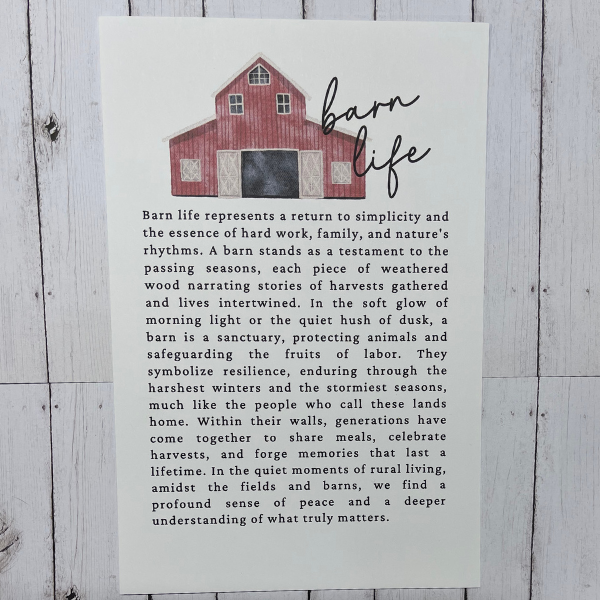 barn
life
Barn life represents a return to simplicity and
the essence of hard work, family, and nature's
rhythms. A barn stands as a testament to the
passing seasons, each piece of weathered
wood narrating stories of harvests gathered
and lives intertwined. In the soft glow of
morning light or the quiet hush of dusk, a
barn is a sanctuary, protecting animals and
safeguarding the fruits of labor. They
symbolize resilience, enduring through the
harshest winters and the stormiest seasons,
much like the people who call these lands
home. Within their walls, generations have
come together to share meals, celebrate
harvests, and forge memories that last a
lifetime. In the quiet moments of rural living,
amidst the fields and barns, we find a
profound sense of peace and a deeper
understanding of what truly matters.